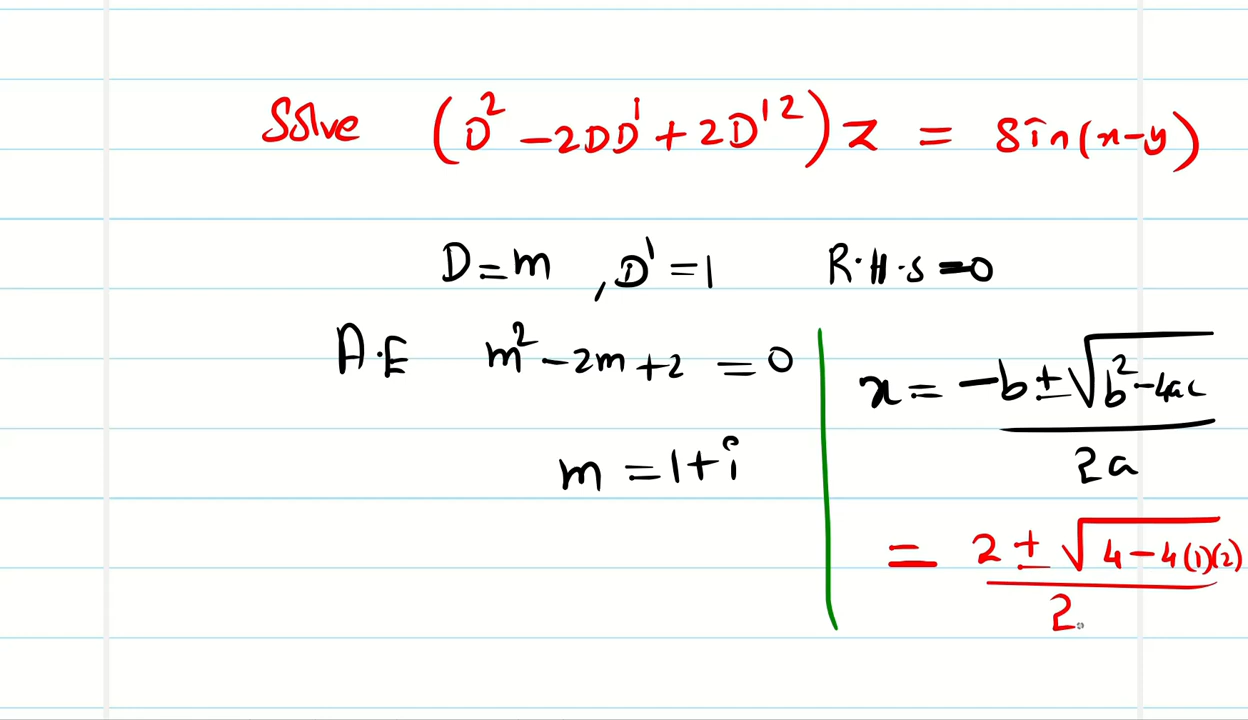 Solve (D² - 2DD' + 2D'²) z = sin(x-y)
D = m , D' = 1 R.H.S = 0
A.E m² - 2m + 2 = 0
m = 1 + i
x = -b ± √(b² - 4ac) / 2a
= 2 ± √(4 - 4(1)(2)) / 2